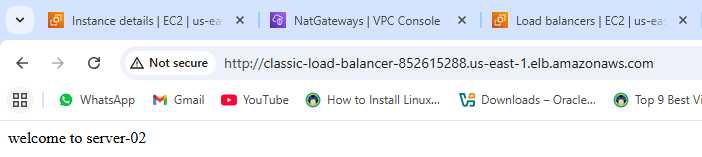 Instance details | EC2 | us-eas
NatGateways | VPC Console
Load balancers | EC2 | us-eas
Not secure
http://classic-load-balancer-852615288.us-east-1.elb.amazonaws.com
WhatsApp
Gmail
YouTube
How to Install Linux...
Downloads – Oracle...
Top 9 Best Vi
welcome to server-02